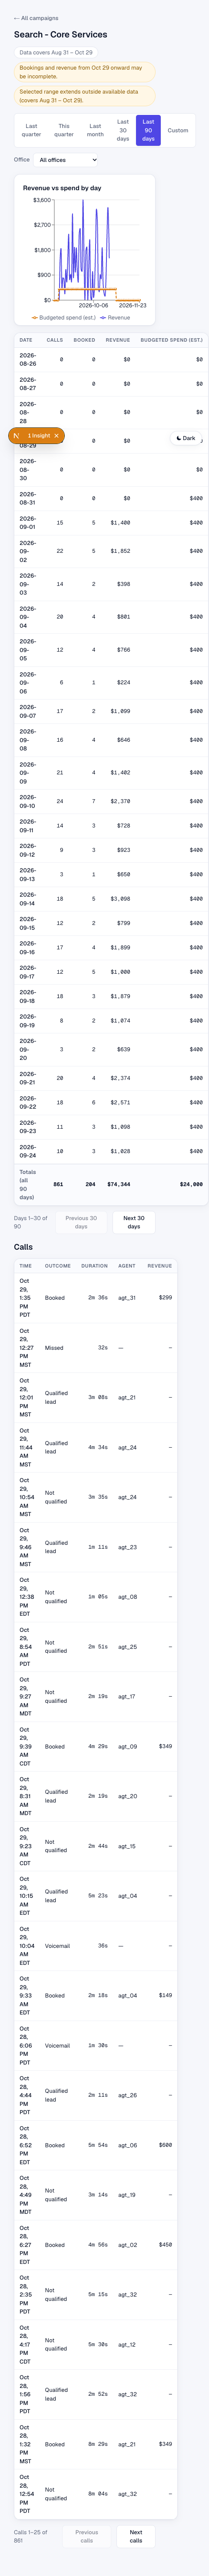 ← All campaigns
Search - Core Services
Data covers Aug 31 – Oct 29
Bookings and revenue from Oct 29 onward may
be incomplete.
Selected range extends outside available data
(covers Aug 31 – Oct 29).
Last quarter
This quarter
Last month
Last 30 days
Last 90 days
Custom
Office All offices
Revenue vs spend by day
$3,600
$2,700
$1,800
$900
$0
2026-10-06 2026-11-23
Budgeted spend (est.) Revenue
DATE CALLS BOOKED REVENUE BUDGETED SPEND (EST.)
2026-08-26 0 0 $0 $0
2026-08-27 0 0 $0 $0
2026-08-28 0 0 $0 $0
1 Insight ×
Dark
08-29 0 $0
2026-08-30 0 0 $0 $0
2026-08-31 0 0 $0 $400
2026-09-01 15 5 $1,400 $400
2026-09-02 22 5 $1,852 $400
2026-09-03 14 2 $398 $400
2026-09-04 20 4 $801 $400
2026-09-05 12 4 $766 $400
2026-09-06 6 1 $224 $400
2026-09-07 17 2 $1,099 $400
2026-09-08 16 4 $646 $400
2026-09-09 21 4 $1,402 $400
2026-09-10 24 7 $2,370 $400
2026-09-11 14 3 $728 $400
2026-09-12 9 3 $923 $400
2026-09-13 3 1 $650 $400
2026-09-14 18 5 $3,098 $400
2026-09-15 12 2 $799 $400
2026-09-16 17 4 $1,899 $400
2026-09-17 12 5 $1,000 $400
2026-09-18 18 3 $1,879 $400
2026-09-19 8 2 $1,074 $400
2026-09-20 3 2 $639 $400
2026-09-21 20 4 $2,374 $400
2026-09-22 18 6 $2,571 $400
2026-09-23 11 3 $1,098 $400
2026-09-24 10 3 $1,028 $400
Totals (all 90 days) 861 204 $74,344 $24,000
Days 1–30 of 90
Previous 30 days
Next 30 days
Calls
TIME OUTCOME DURATION AGENT REVENUE
Oct 29, 1:35 PM PDT Booked 2m 36s agt_31 $299
Oct 29, 12:27 PM MST Missed 32s — –
Oct 29, 12:01 PM MST Qualified lead 3m 08s agt_21 –
Oct 29, 11:44 AM MST Qualified lead 4m 34s agt_24 –
Oct 29, 10:54 AM MST Not qualified 3m 35s agt_24 –
Oct 29, 9:46 AM MST Qualified lead 1m 11s agt_23 –
Oct 29, 12:38 PM EDT Not qualified 1m 05s agt_08 –
Oct 29, 8:54 AM PDT Not qualified 2m 51s agt_25 –
Oct 29, 9:27 AM MDT Not qualified 2m 19s agt_17 –
Oct 29, 9:39 AM CDT Booked 4m 29s agt_09 $349
Oct 29, 8:31 AM MDT Qualified lead 2m 19s agt_20 –
Oct 29, 9:23 AM CDT Not qualified 2m 44s agt_15 –
Oct 29, 10:15 AM EDT Qualified lead 5m 23s agt_04 –
Oct 29, 10:04 AM EDT Voicemail 36s — –
Oct 29, 9:33 AM EDT Booked 2m 18s agt_04 $149
Oct 28, 6:06 PM PDT Voicemail 1m 30s — –
Oct 28, 4:44 PM PDT Qualified lead 2m 11s agt_26 –
Oct 28, 6:52 PM EDT Booked 5m 54s agt_06 $600
Oct 28, 4:49 PM MDT Not qualified 3m 14s agt_19 –
Oct 28, 6:27 PM EDT Booked 4m 56s agt_02 $450
Oct 28, 2:35 PM PDT Not qualified 5m 15s agt_32 –
Oct 28, 4:17 PM CDT Not qualified 5m 30s agt_12 –
Oct 28, 1:56 PM PDT Qualified lead 2m 52s agt_32 –
Oct 28, 1:32 PM MST Booked 8m 29s agt_21 $349
Oct 28, 12:54 PM PDT Not qualified 8m 04s agt_32 –
Calls 1–25 of 861
Previous calls
Next calls